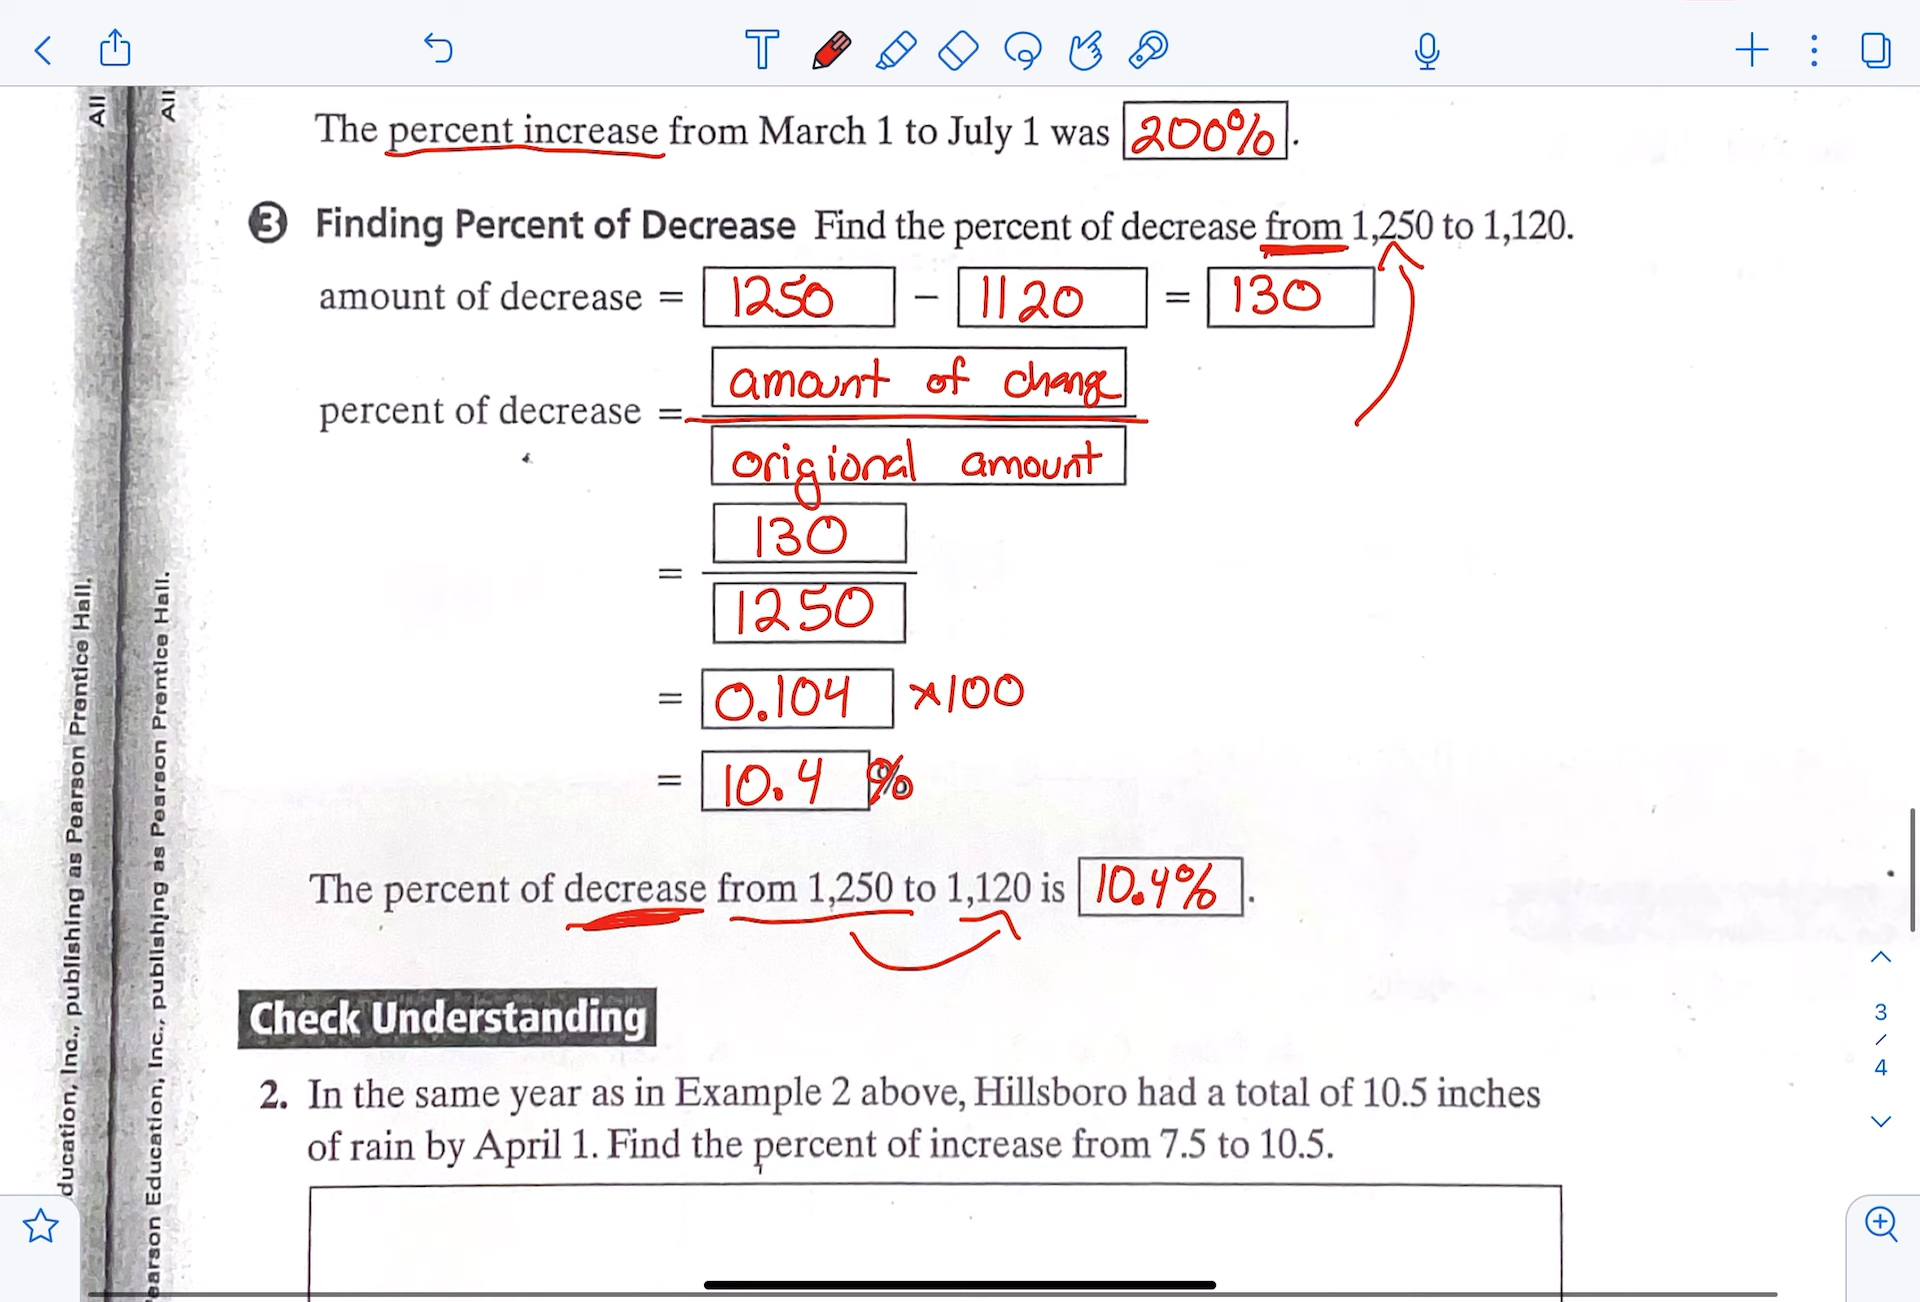 All
All
The percent increase from March 1 to July 1 was 200%.
3 Finding Percent of Decrease Find the percent of decrease from 1,250 to 1,120.
amount of decrease = 1250 − 1120 = 130
amount of change
percent of decrease =
origional amount
130
=
1250
= 0.104 ×100
= 10.4 %
The percent of decrease from 1,250 to 1,120 is 10.4%.
Check Understanding
2. In the same year as in Example 2 above, Hillsboro had a total of 10.5 inches
of rain by April 1. Find the percent of increase from 7.5 to 10.5.
ducation, Inc., publishing as Pearson Prentice Hall.
earson Education, Inc., publishing as Pearson Prentice Hall.
3
/
4